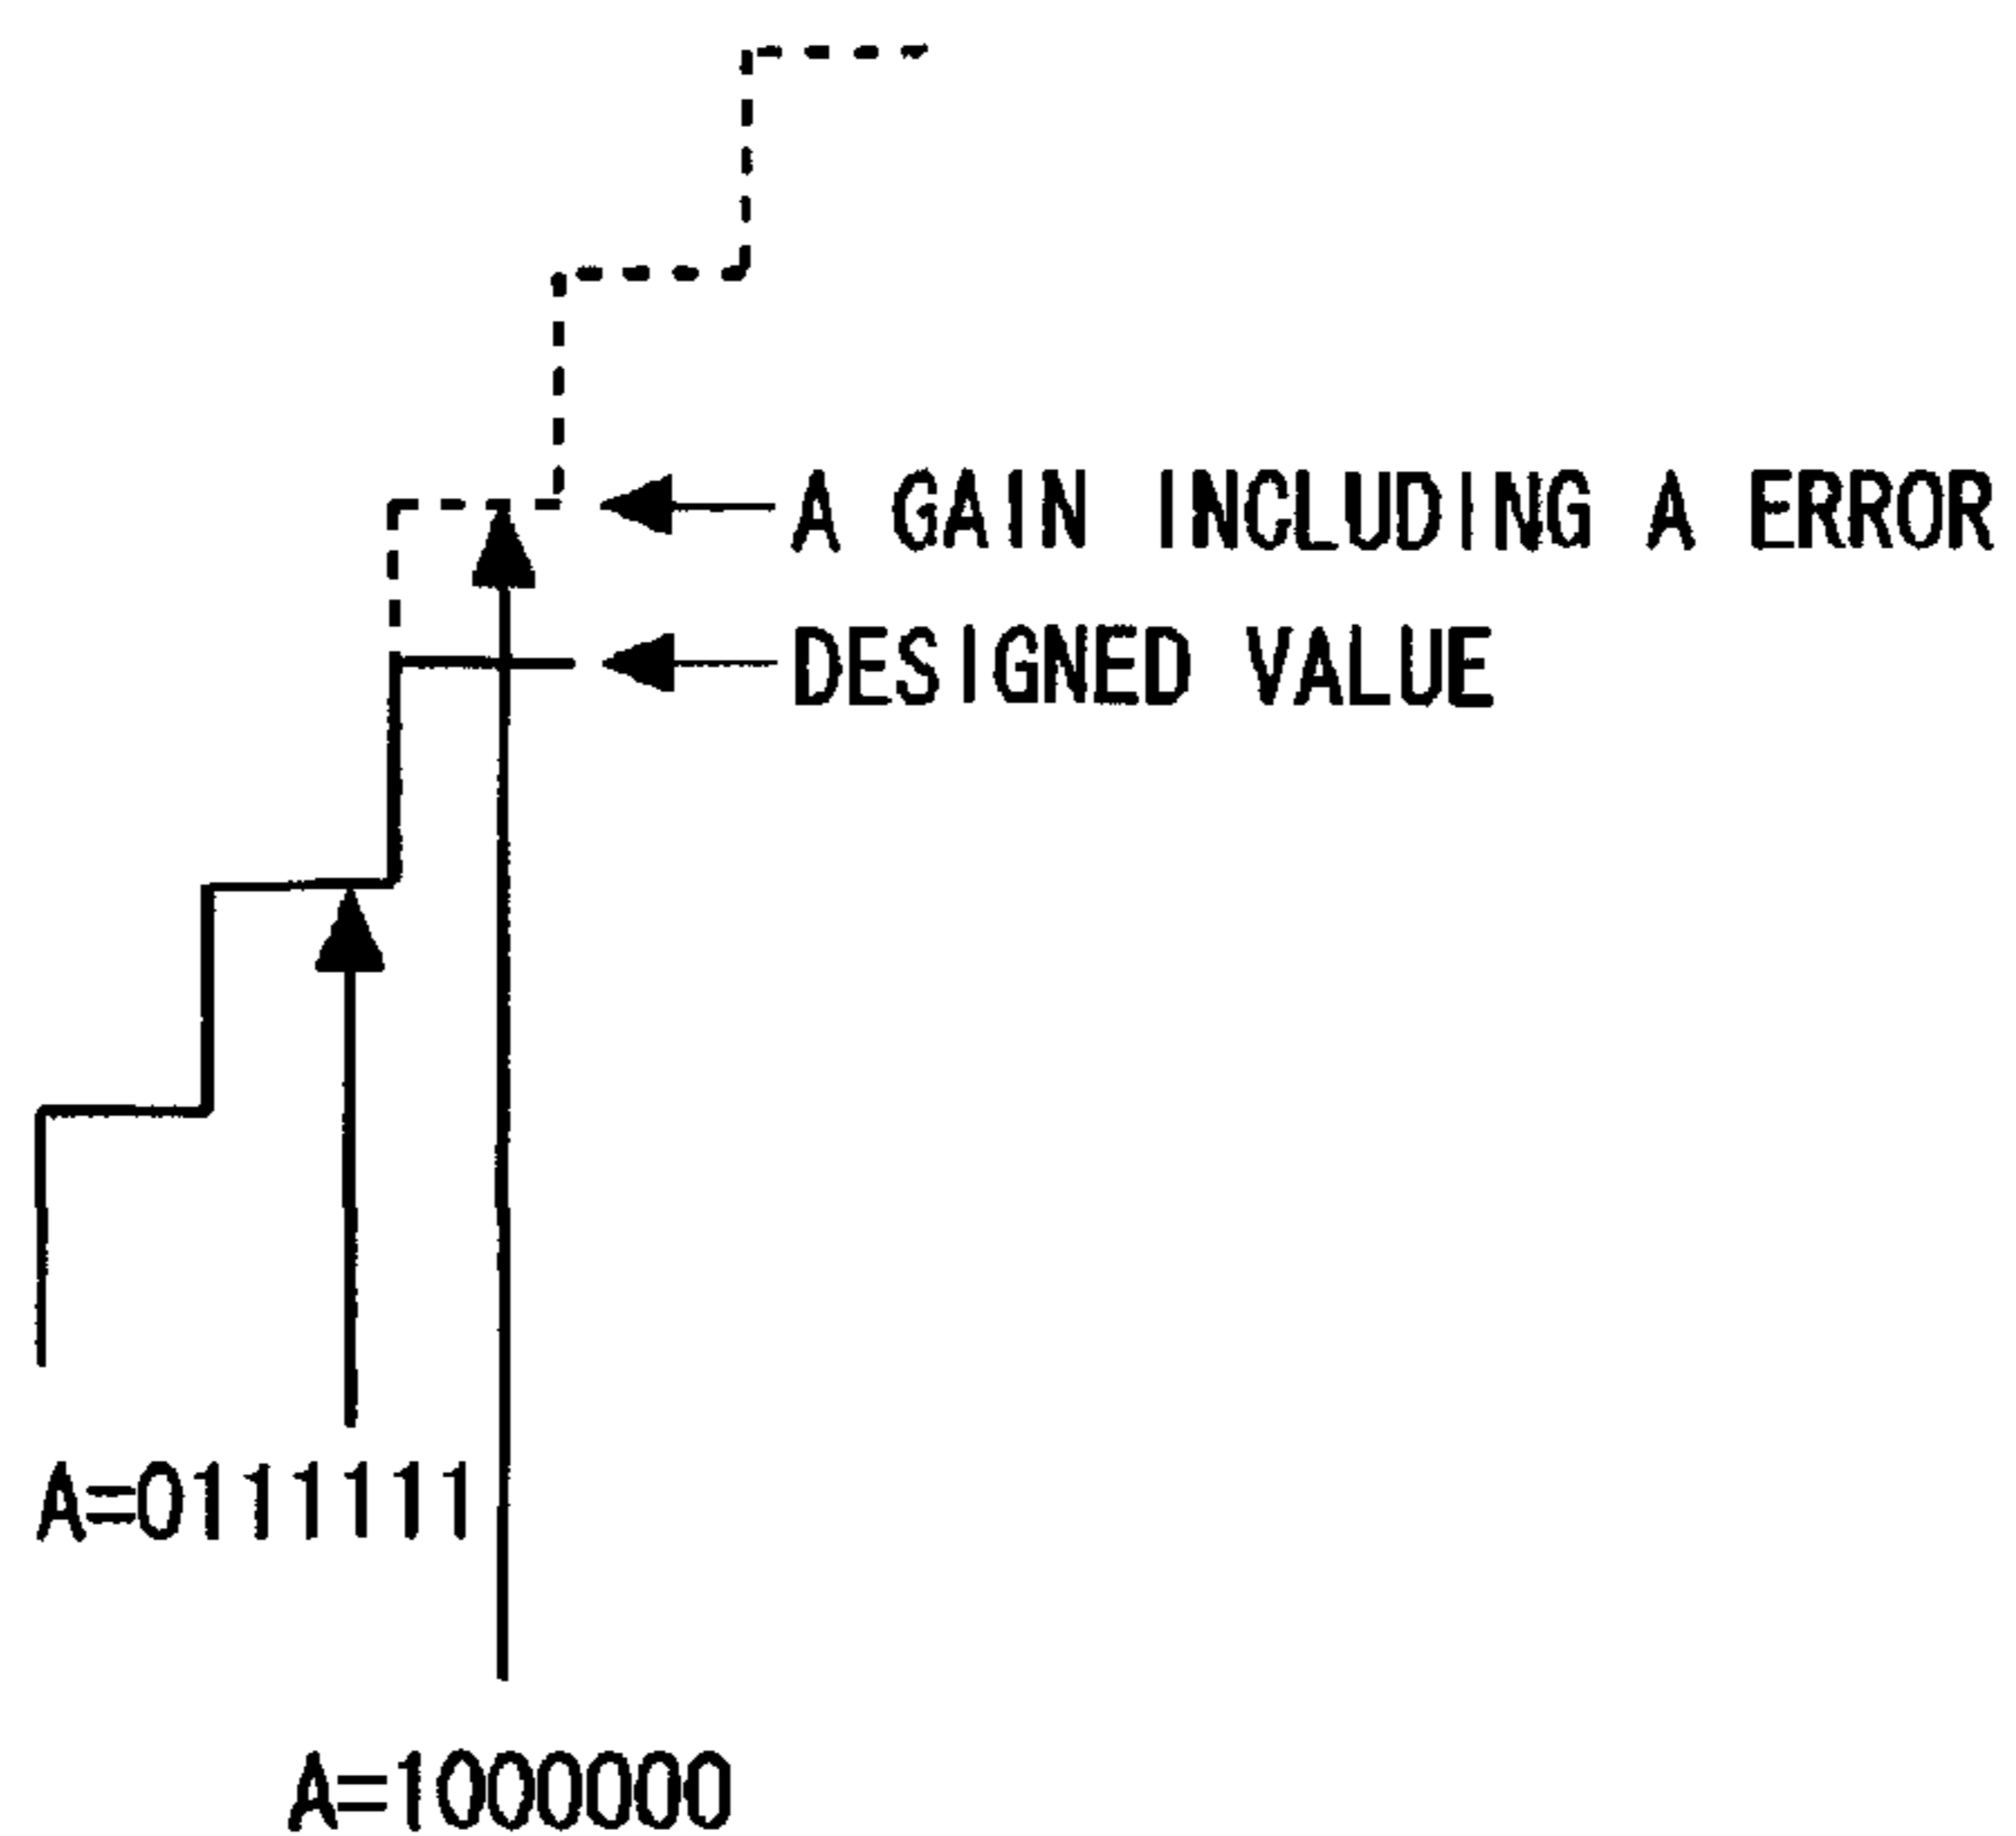 A GAIN INCLUDING A ERROR
DESIGNED VALUE
A=0111111
A=1000000